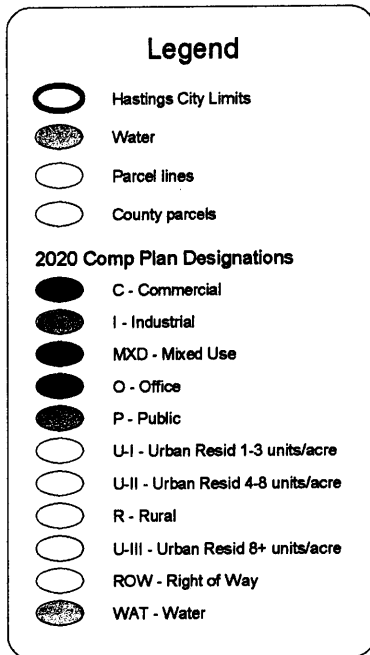 Legend
Hastings City Limits
Water
Parcel lines
County parcels
2020 Comp Plan Designations
C - Commercial
I - Industrial
MXD - Mixed Use
O - Office
P - Public
U-I - Urban Resid 1-3 units/acre
U-II - Urban Resid 4-8 units/acre
R - Rural
U-III - Urban Resid 8+ units/acre
ROW - Right of Way
WAT - Water